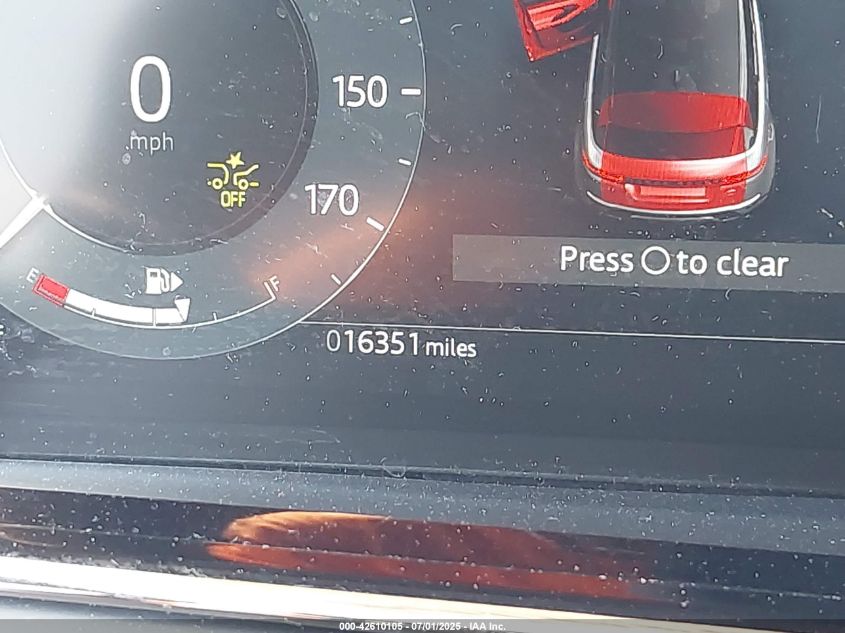 0
mph
150
170
OFF
E
F
Press ○ to clear
016351 miles
000-42610105 - 07/01/2025 - IAA Inc.